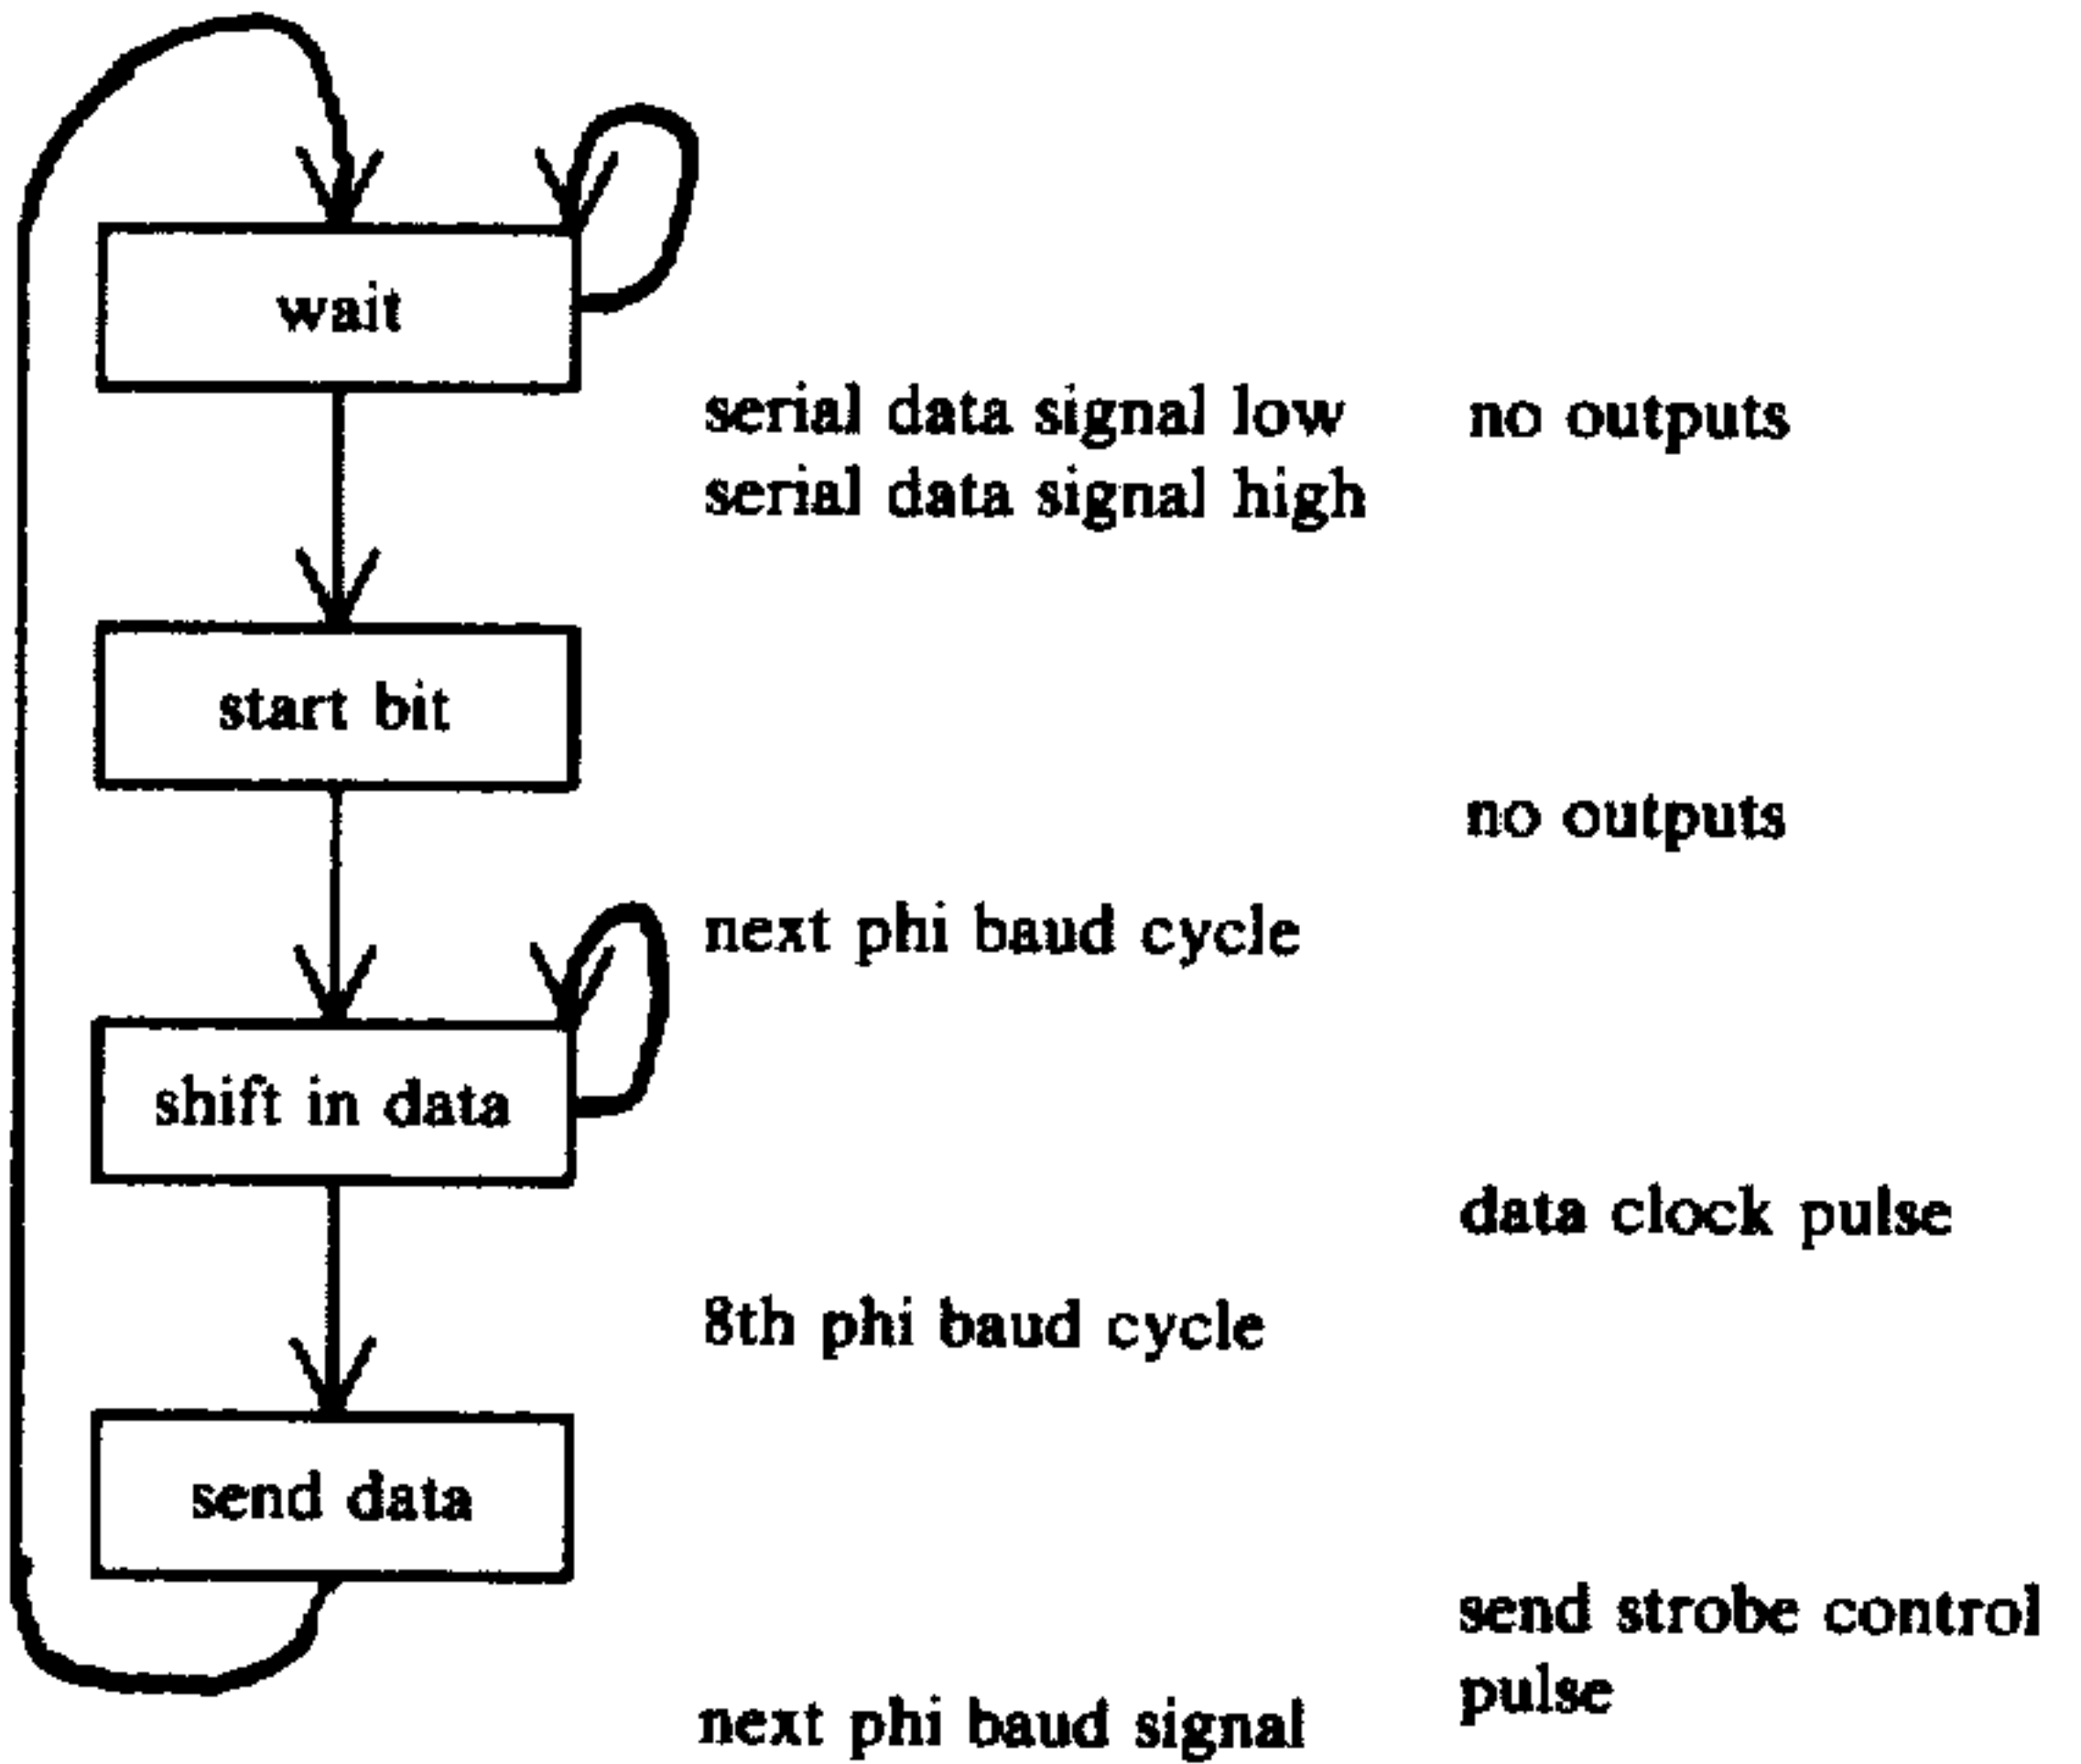 wait
serial data signal low no outputs
serial data signal high
start bit
no outputs
next phi baud cycle
shift in data
data clock pulse
8th phi baud cycle
send data
send strobe control
pulse
next phi baud signal